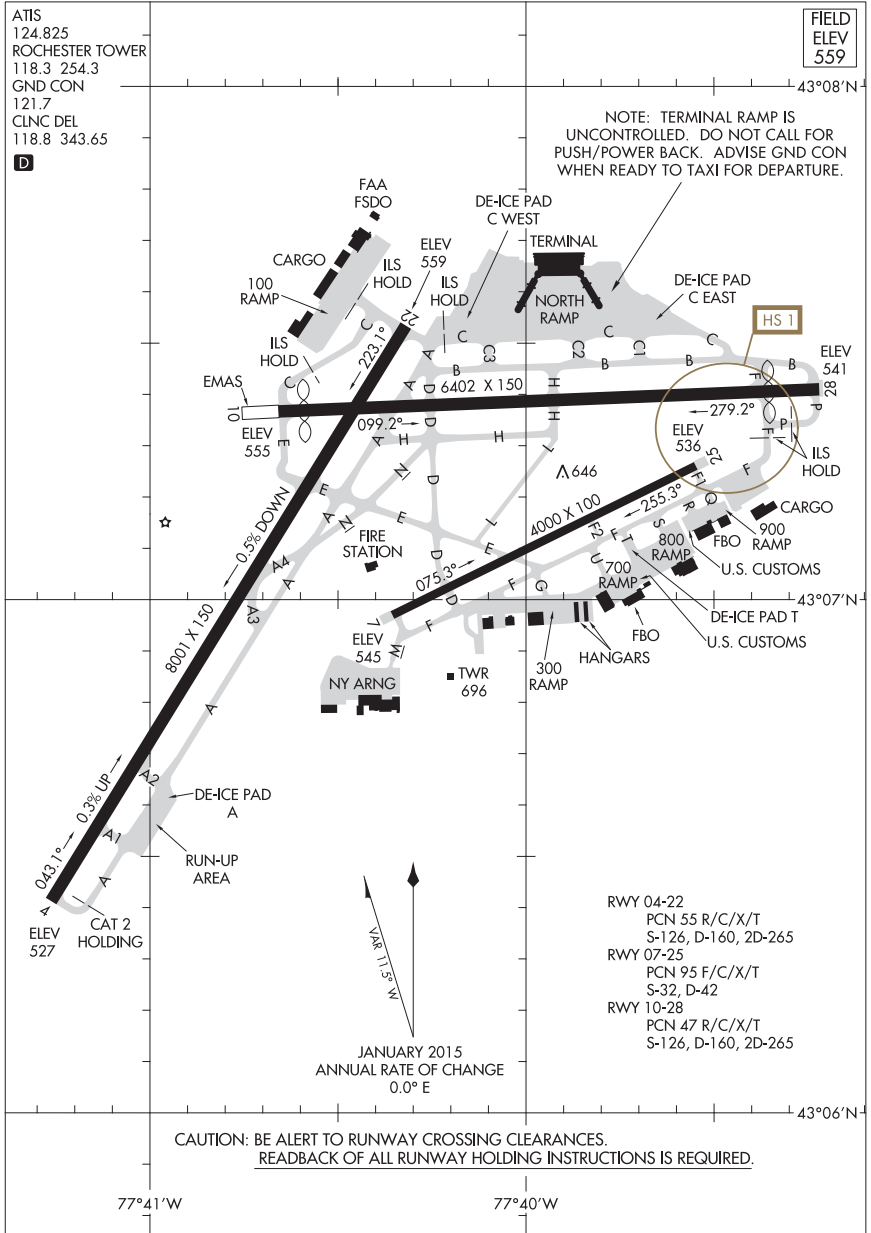 ATIS
124.825
ROCHESTER TOWER
118.3 254.3
GND CON
121.7
CLNC DEL
118.8 343.65
D
FIELD
ELEV
559
43°08'N
NOTE: TERMINAL RAMP IS
UNCONTROLLED. DO NOT CALL FOR
PUSH/POWER BACK. ADVISE GND CON
WHEN READY TO TAXI FOR DEPARTURE.
FAA
FSDO
DE-ICE PAD
C WEST
CARGO
ELEV
559
TERMINAL
100
RAMP
ILS
HOLD
ILS
HOLD
NORTH
RAMP
DE-ICE PAD
C EAST
22
HS 1
ILS
HOLD
C
C
C
C
A
C3
C2
C1
B
B
B
B
223.1°
ELEV
541
EMAS
C
A
D
6402 X 150
H
F
28
10
279.2°
P
ELEV
555
099.2°
D
H
ELEV
536
P
F
E
A
H
H
L
ILS
HOLD
646
25
F
N
D
4000 X 100
255.3°
F1
Q
CARGO
E
A
N
E
L
R
S
FBO
900
RAMP
0.5% DOWN
FIRE
STATION
E
F2
F
T
800
RAMP
U.S. CUSTOMS
A4
A
D
075.3°
F
U
700
RAMP
A3
D
G
DE-ICE PAD T
7
F
8001 X 150
ELEV
545
M
300
RAMP
HANGARS
FBO
U.S. CUSTOMS
43°07'N
NY ARNG
TWR
696
A
0.3% UP
A2
DE-ICE PAD
A
043.1°
A1
RUN-UP
AREA
A
4
ELEV
527
CAT 2
HOLDING
VAR 11.5° W
RWY 04-22
PCN 55 R/C/X/T
S-126, D-160, 2D-265
RWY 07-25
PCN 95 F/C/X/T
S-32, D-42
RWY 10-28
PCN 47 R/C/X/T
S-126, D-160, 2D-265
JANUARY 2015
ANNUAL RATE OF CHANGE
0.0° E
43°06'N
CAUTION: BE ALERT TO RUNWAY CROSSING CLEARANCES.
READBACK OF ALL RUNWAY HOLDING INSTRUCTIONS IS REQUIRED.
77°41'W
77°40'W